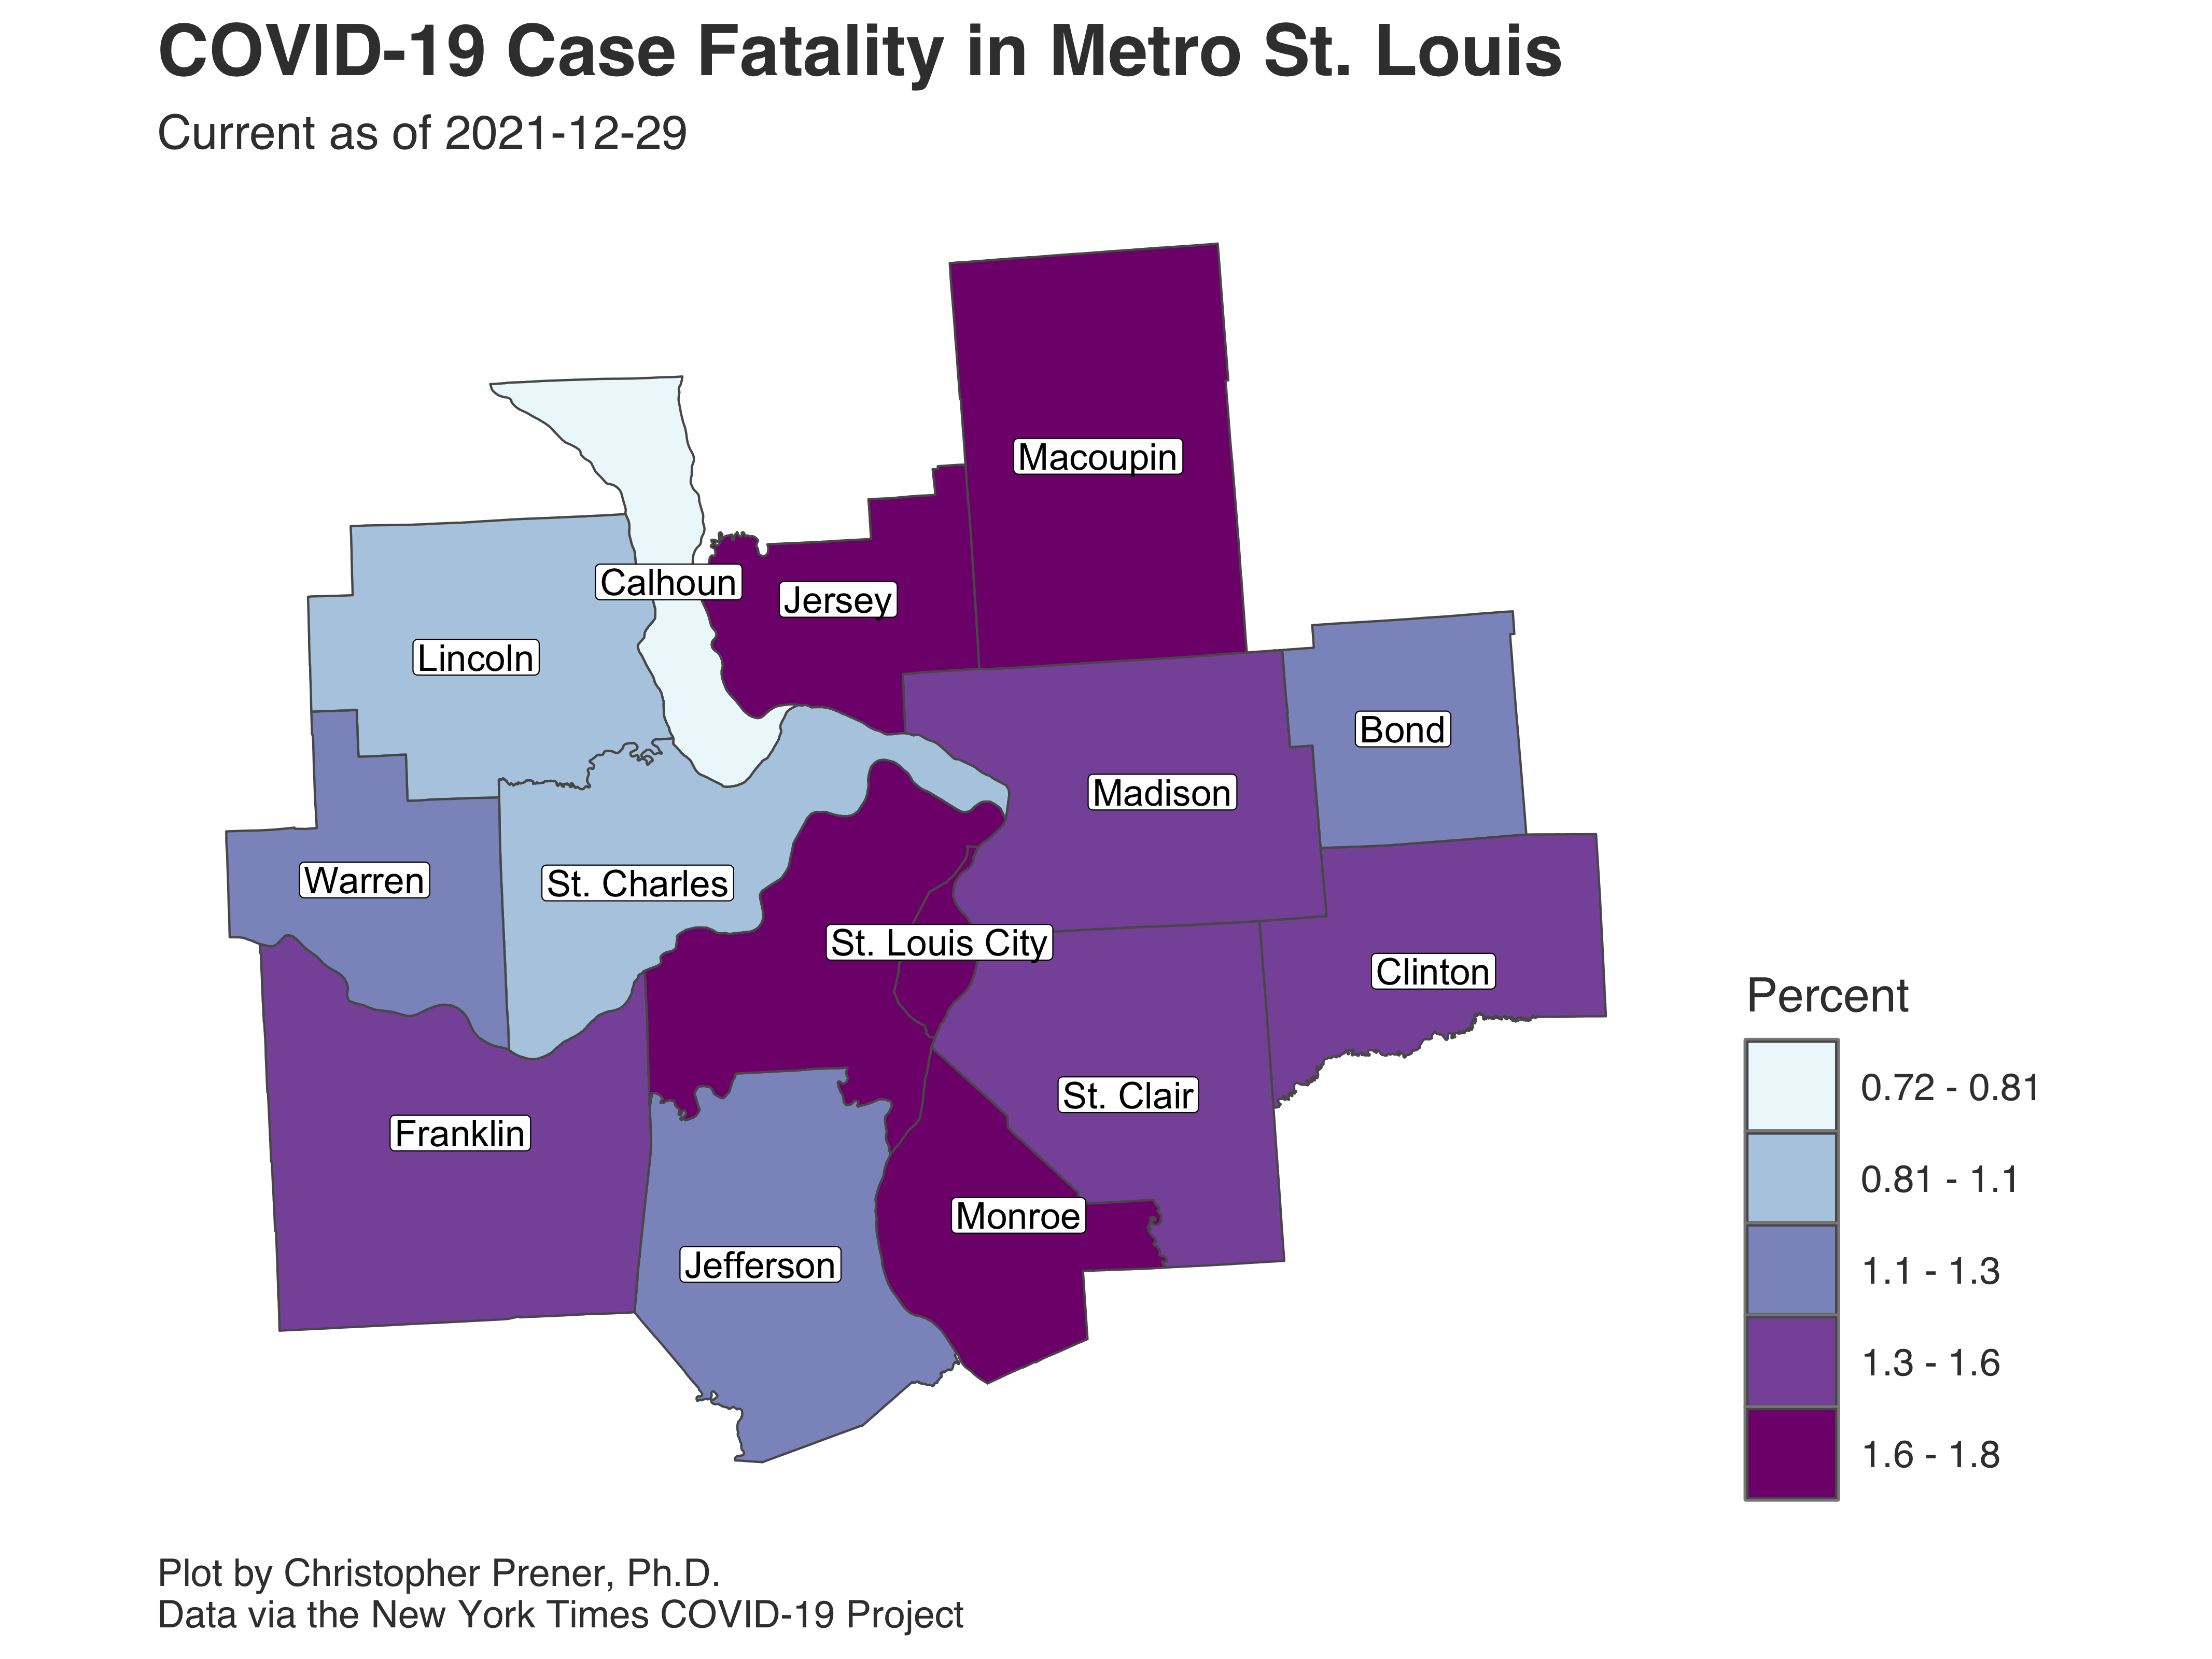 COVID-19 Case Fatality in Metro St. Louis
Current as of 2021-12-29
Macoupin
Calhoun
Jersey
Lincoln
Bond
Madison
Warren
St. Charles
St. Louis City
Clinton
St. Clair
Franklin
Monroe
Jefferson
Percent
0.72 - 0.81
0.81 - 1.1
1.1 - 1.3
1.3 - 1.6
1.6 - 1.8
Plot by Christopher Prener, Ph.D.
Data via the New York Times COVID-19 Project